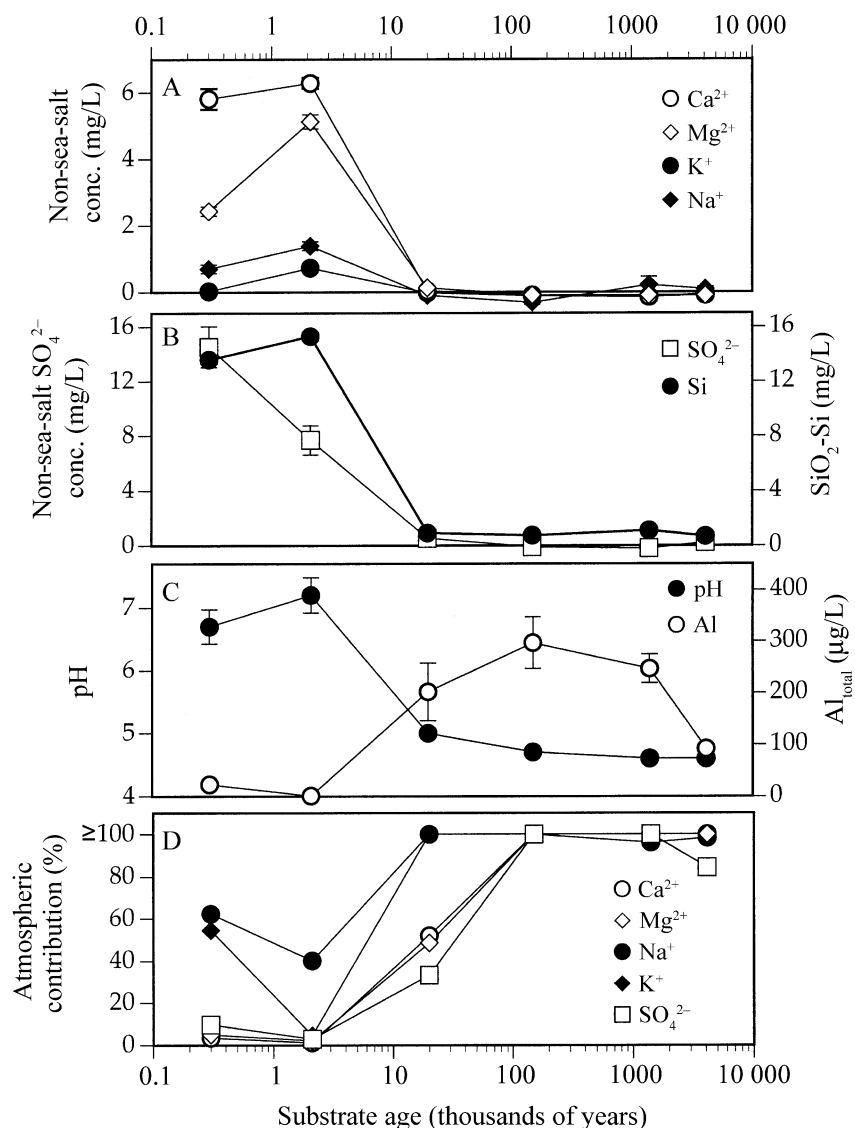 0.1 1 10 100 1000 10 000
A
Non-sea-salt
conc. (mg/L)
6
4
2
0
Ca²⁺
Mg²⁺
K⁺
Na⁺
B
Non-sea-salt SO₄²⁻
conc. (mg/L)
16
12
8
4
0
SO₄²⁻
Si
16
12
8
4
0
SiO₂-Si (mg/L)
C
pH
7
6
5
4
pH
Al
400
300
200
100
0
Al_total (µg/L)
D
Atmospheric
contribution (%)
≥100
80
60
40
20
0
Ca²⁺
Mg²⁺
Na⁺
K⁺
SO₄²⁻
0.1 1 10 100 1000 10 000
Substrate age (thousands of years)